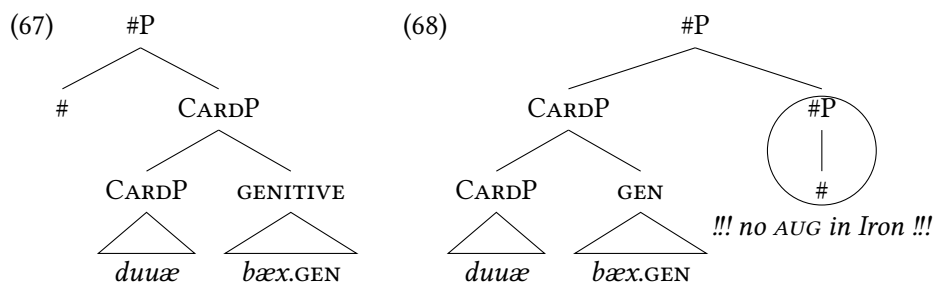 (67) #P (68) #P
# CARDP CARDP #P
CARDP GENITIVE CARDP GEN #
!!! no AUG in Iron !!!
duuæ bæx.GEN duuæ bæx.GEN